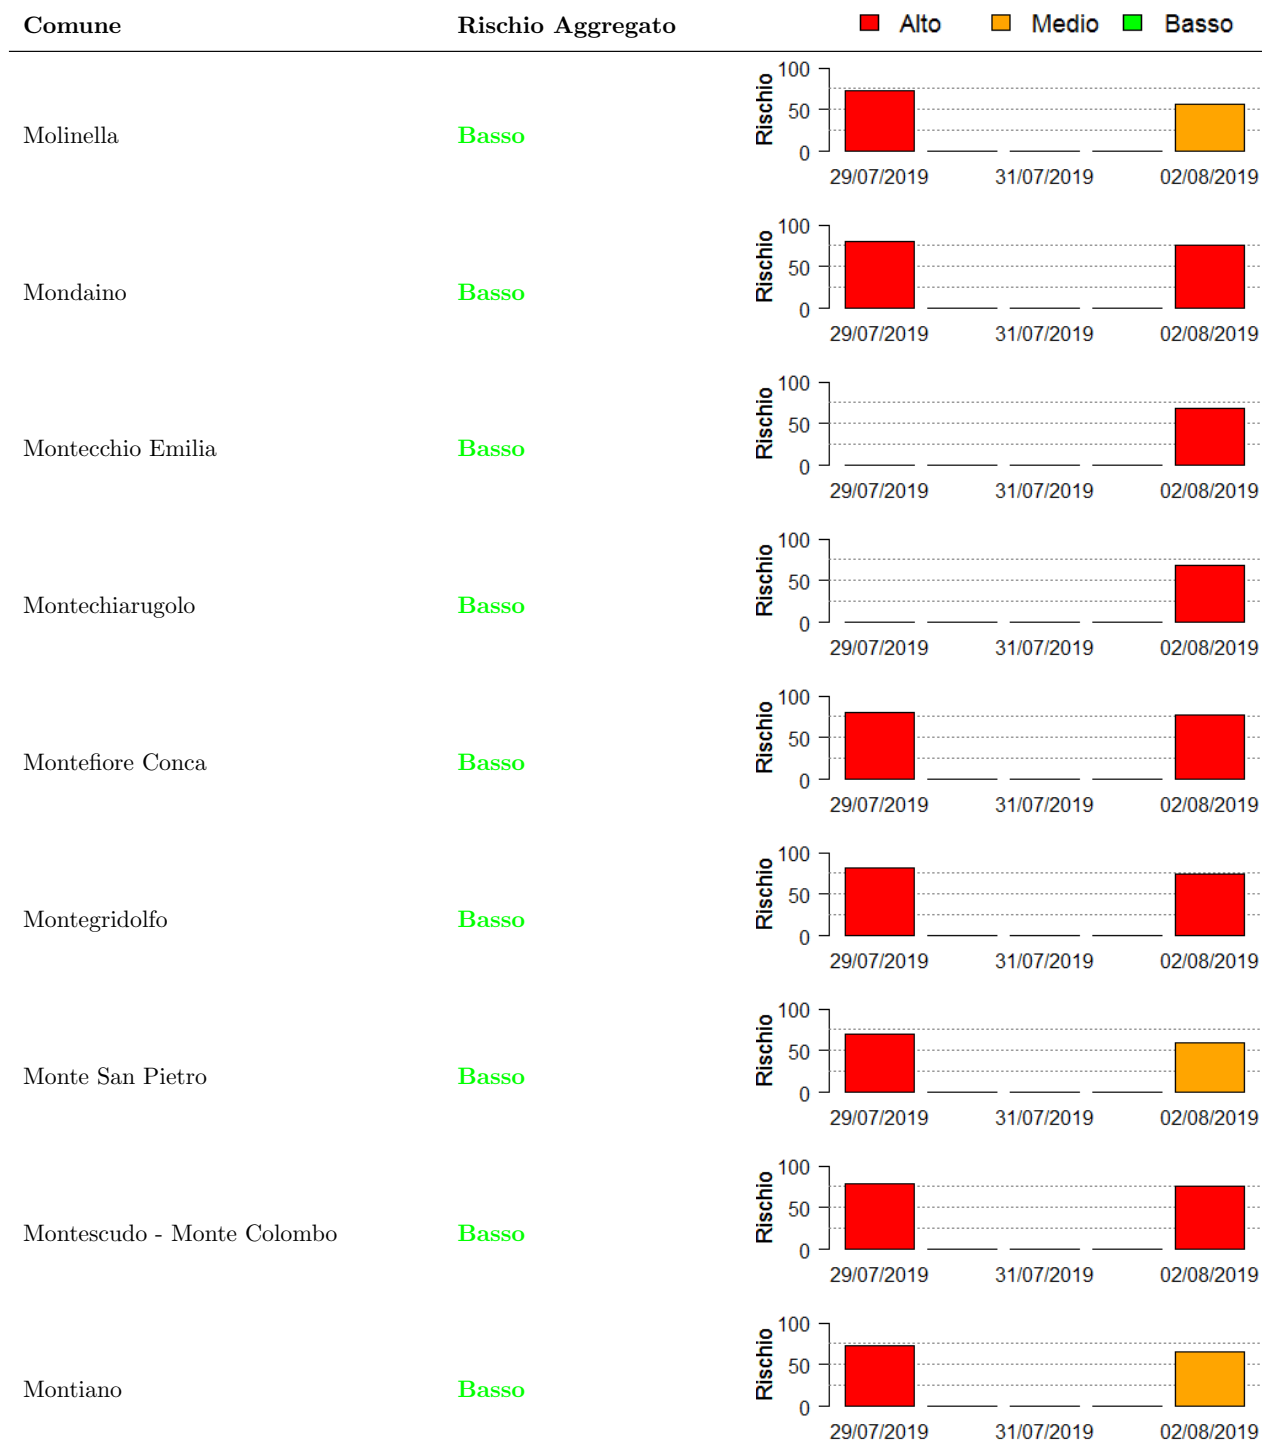 Comune Rischio Aggregato Alto Medio Basso
Molinella Basso Rischio 100 50 0
29/07/2019 31/07/2019 02/08/2019
Mondaino Basso Rischio 100 50 0
29/07/2019 31/07/2019 02/08/2019
Montecchio Emilia Basso Rischio 100 50 0
29/07/2019 31/07/2019 02/08/2019
Montechiarugolo Basso Rischio 100 50 0
29/07/2019 31/07/2019 02/08/2019
Montefiore Conca Basso Rischio 100 50 0
29/07/2019 31/07/2019 02/08/2019
Montegridolfo Basso Rischio 100 50 0
29/07/2019 31/07/2019 02/08/2019
Monte San Pietro Basso Rischio 100 50 0
29/07/2019 31/07/2019 02/08/2019
Montescudo - Monte Colombo Basso Rischio 100 50 0
29/07/2019 31/07/2019 02/08/2019
Montiano Basso Rischio 100 50 0
29/07/2019 31/07/2019 02/08/2019